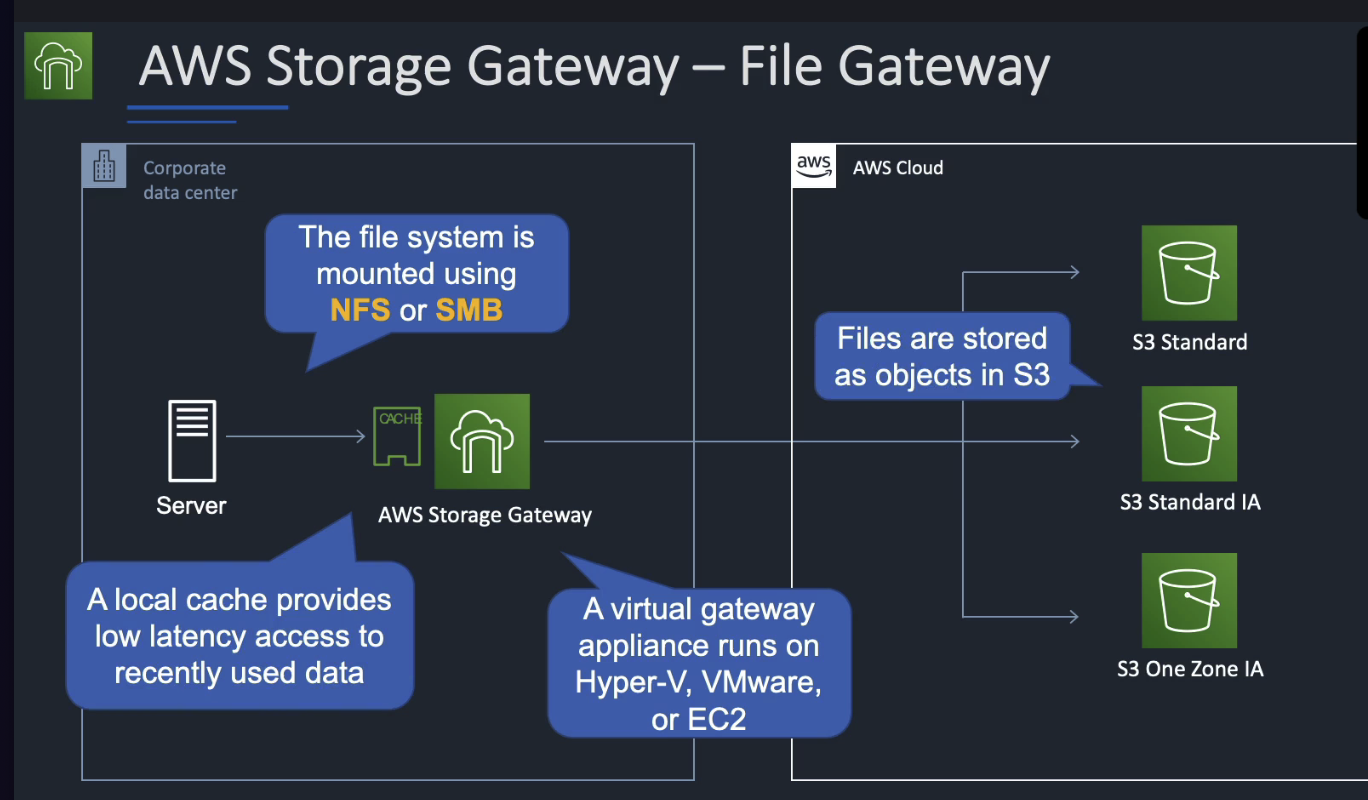 AWS Storage Gateway – File Gateway
Corporate
data center
The file system is
mounted using
NFS or SMB
CACHE
Server
AWS Storage Gateway
A local cache provides
low latency access to
recently used data
A virtual gateway
appliance runs on
Hyper-V, VMware,
or EC2
aws
AWS Cloud
Files are stored
as objects in S3
S3 Standard
S3 Standard IA
S3 One Zone IA